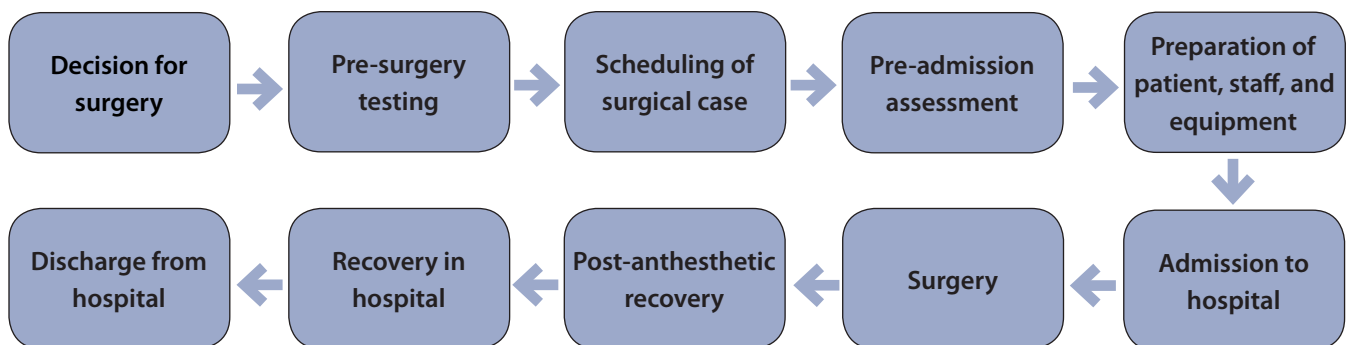 Decision for
surgery
Pre-surgery
testing
Scheduling of
surgical case
Pre-admission
assessment
Preparation of
patient, staff, and
equipment
Admission to
hospital
Surgery
Post-anthesthetic
recovery
Recovery in
hospital
Discharge from
hospital